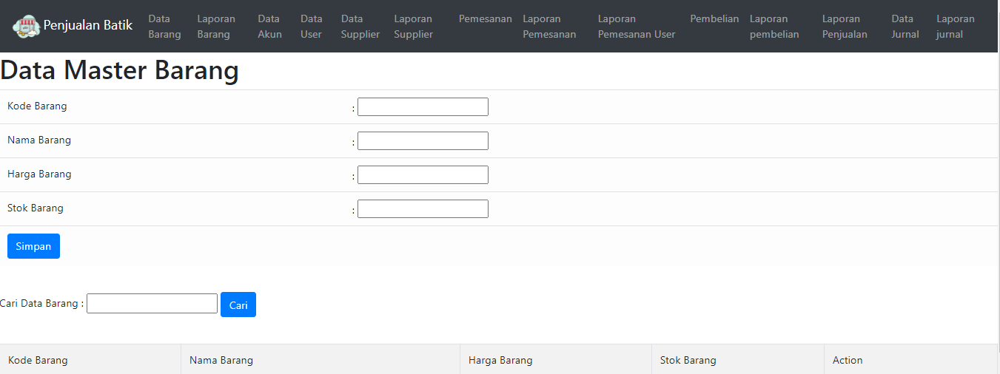 Penjualan Batik
Data Barang
Laporan Barang
Data Akun
Data User
Data Supplier
Laporan Supplier
Pemesanan
Laporan Pemesanan
Laporan Pemesanan User
Pembelian
Laporan pembelian
Laporan Penjualan
Data Jurnal
Laporan jurnal
Data Master Barang
Kode Barang :
Nama Barang :
Harga Barang :
Stok Barang :
Simpan
Cari Data Barang : Cari
Kode Barang Nama Barang Harga Barang Stok Barang Action